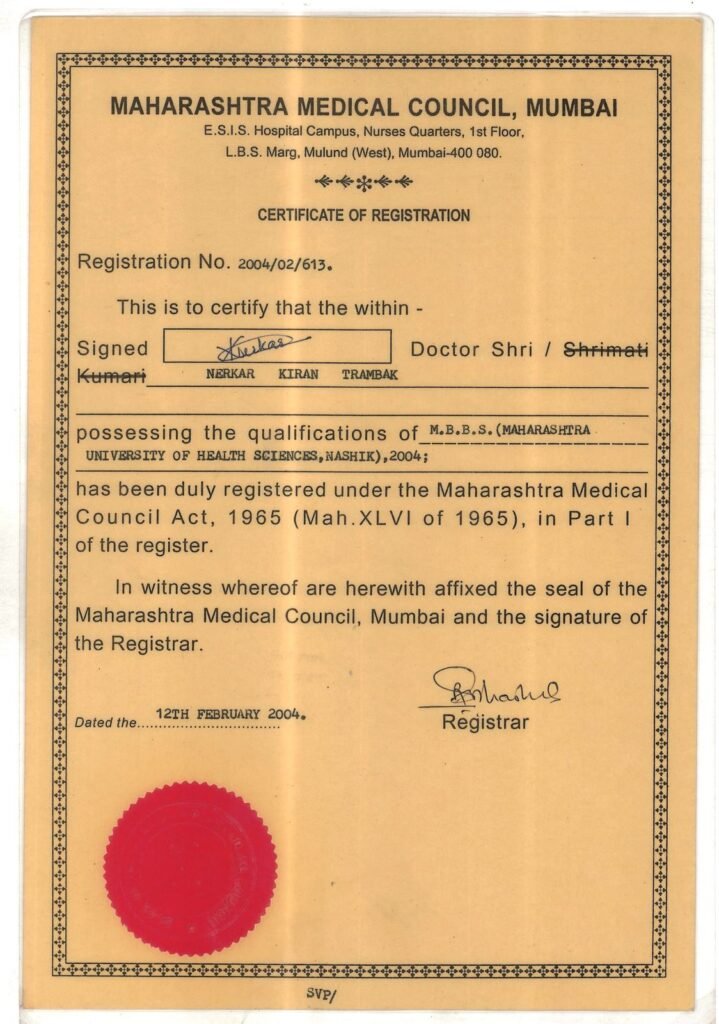 MAHARASHTRA MEDICAL COUNCIL, MUMBAI
E.S.I.S. Hospital Campus, Nurses Quarters, 1st Floor,
L.B.S. Marg, Mulund (West), Mumbai-400 080.
CERTIFICATE OF REGISTRATION
Registration No. 2004/02/613.
This is to certify that the within -
Signed Nerkar Doctor Shri / Shrimati
Kumari NERKAR KIRAN TRAMBAK
possessing the qualifications of M.B.B.S.(MAHARASHTRA
UNIVERSITY OF HEALTH SCIENCES,NASHIK),2004;
has been duly registered under the Maharashtra Medical
Council Act, 1965 (Mah.XLVI of 1965), in Part I
of the register.
In witness whereof are herewith affixed the seal of the
Maharashtra Medical Council, Mumbai and the signature of
the Registrar.
Registrar
Dated the 12TH FEBRUARY 2004.
SVP/